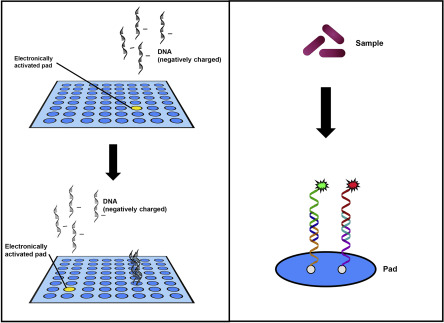 DNA
(negatively charged)
Electronically
activated pad
DNA
(negatively charged)
Electronically
activated pad
Sample
Pad